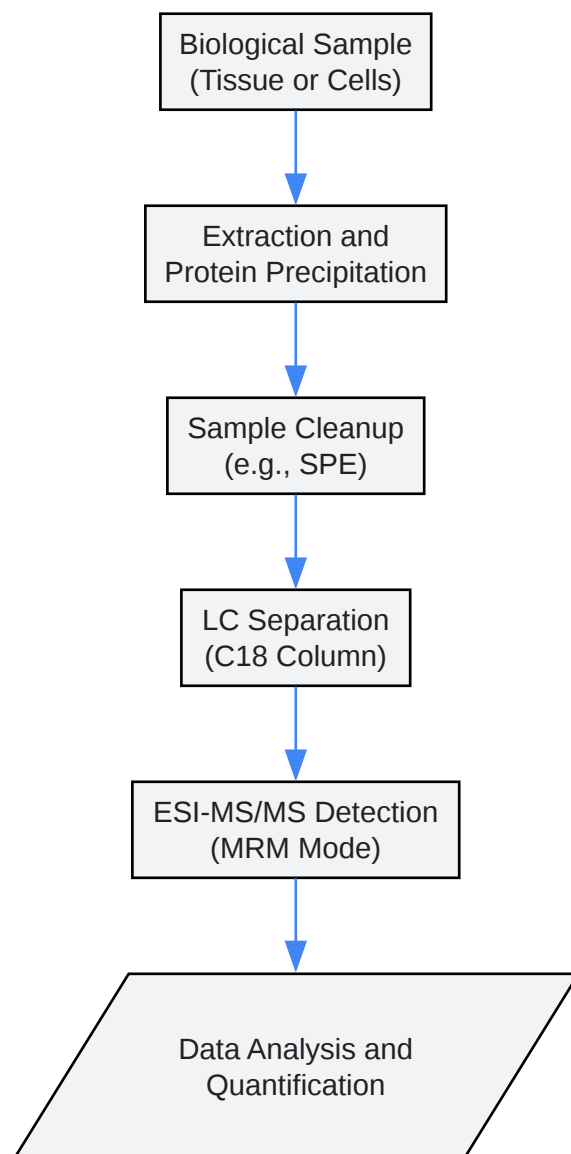 Biological Sample
(Tissue or Cells)
Extraction and
Protein Precipitation
Sample Cleanup
(e.g., SPE)
LC Separation
(C18 Column)
ESI-MS/MS Detection
(MRM Mode)
Data Analysis and
Quantification